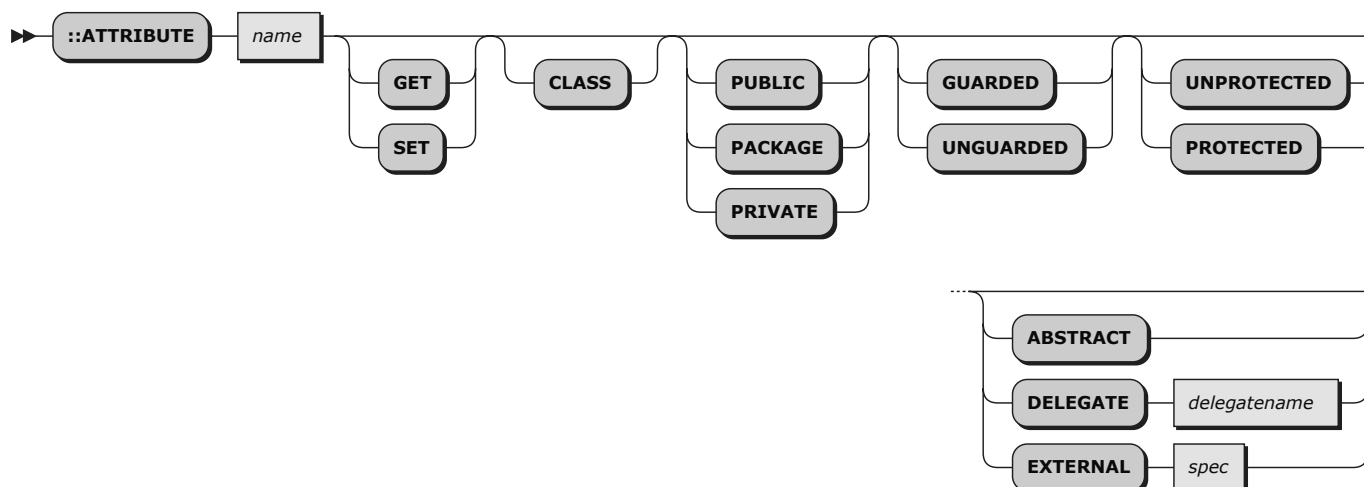 ::ATTRIBUTE name
GET CLASS PUBLIC GUARDED UNPROTECTED
SET PACKAGE UNGUARDED PROTECTED
PRIVATE
ABSTRACT
DELEGATE delegatename
EXTERNAL spec